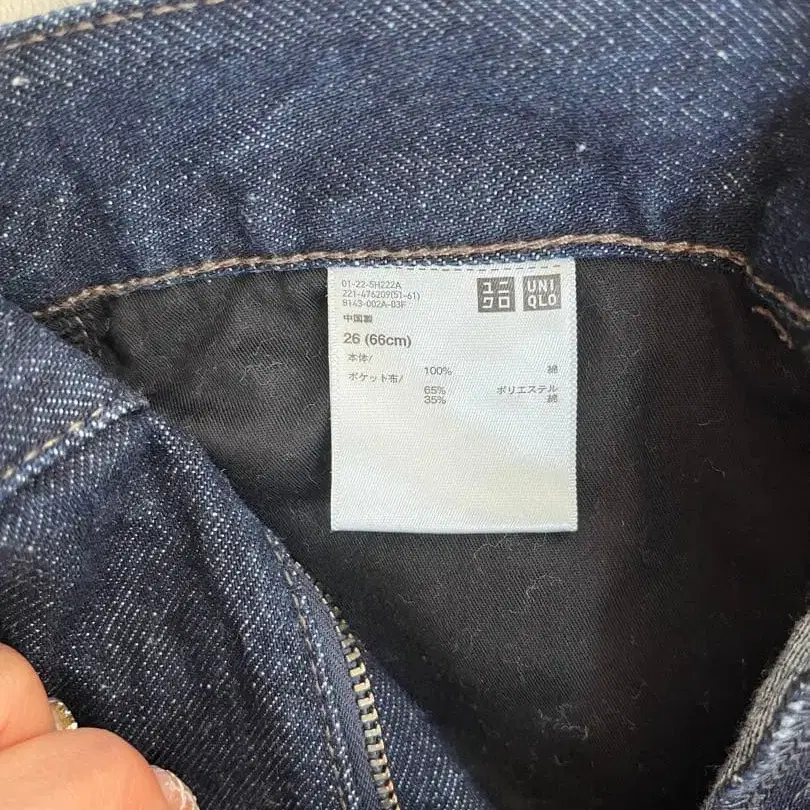 01-22-SH222A
221-476209(51-61)
8143-002A-03F
ユニクロ
UNIQLO
中国製
26 (66cm)
本体/
100% 綿
ポケット布/
65% ポリエステル
35% 綿